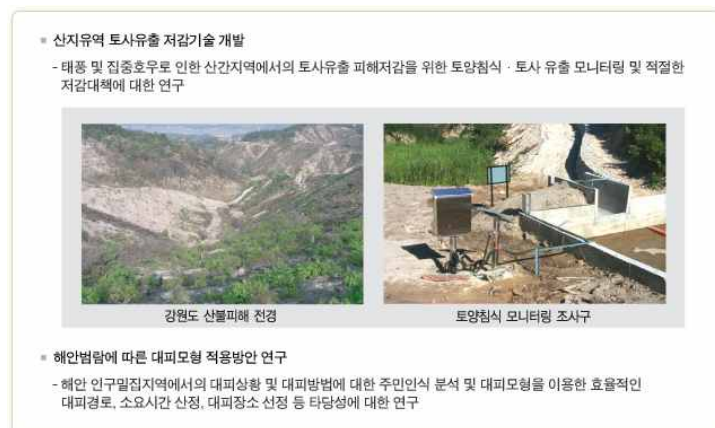 ▪ 산지유역 토사유출 저감기술 개발
- 태풍 및 집중호우로 인한 산간지역에서의 토사유출 피해저감을 위한 토양침식 · 토사 유출 모니터링 및 적절한
저감대책에 대한 연구
강원도 산불피해 전경
토양침식 모니터링 조사구
▪ 해안범람에 따른 대피모형 적용방안 연구
- 해안 인구밀집지역에서의 대피상황 및 대피방법에 대한 주민인식 분석 및 대피모형을 이용한 효율적인
대피경로, 소요시간 산정, 대피장소 선정 등 타당성에 대한 연구